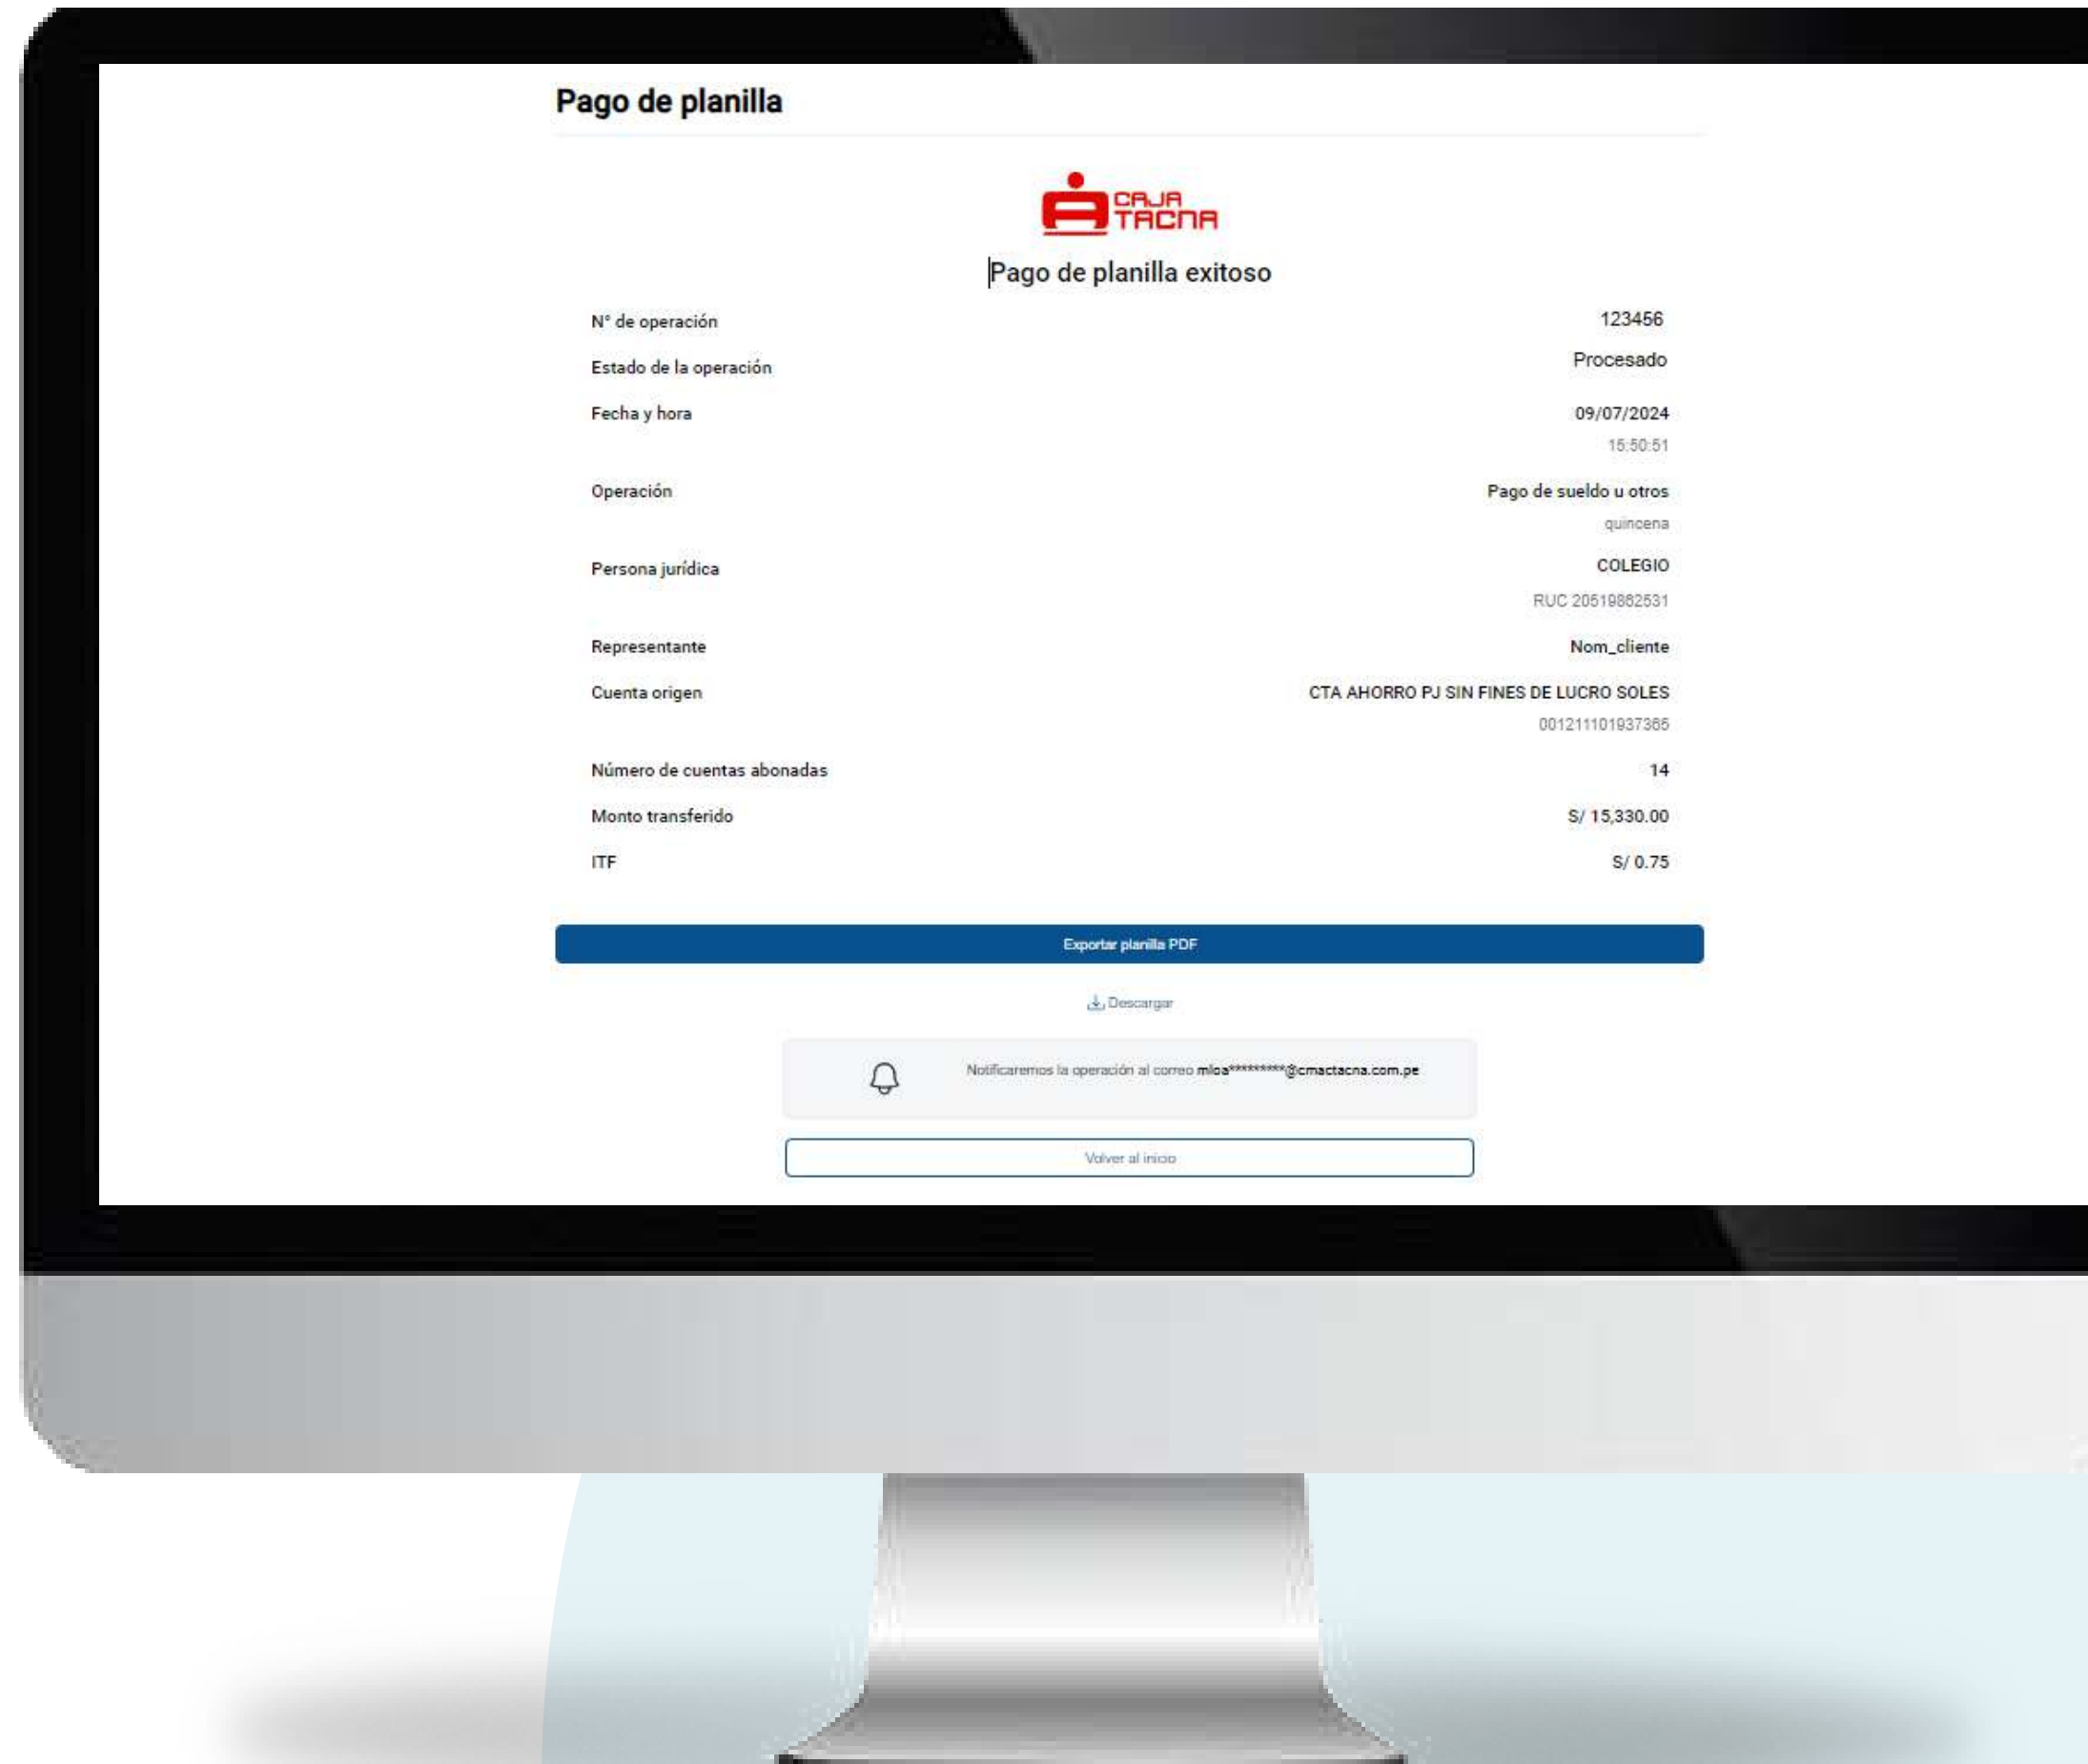 Pago de planilla
CAJA
TACNA
Pago de planilla exitoso
N° de operación 123456
Estado de la operación Procesado
Fecha y hora 09/07/2024
15:50:51
Operación Pago de sueldo u otros
quincena
Persona jurídica COLEGIO
RUC 20519882531
Representante Nom_cliente
Cuenta origen CTA AHORRO PJ SIN FINES DE LUCRO SOLES
001211101937365
Número de cuentas abonadas 14
Monto transferido S/ 15,330.00
ITF S/ 0.75
Exportar planilla PDF
Descargar
Notificaremos la operación al correo mloa*********@cmactacna.com.pe
Volver al inicio